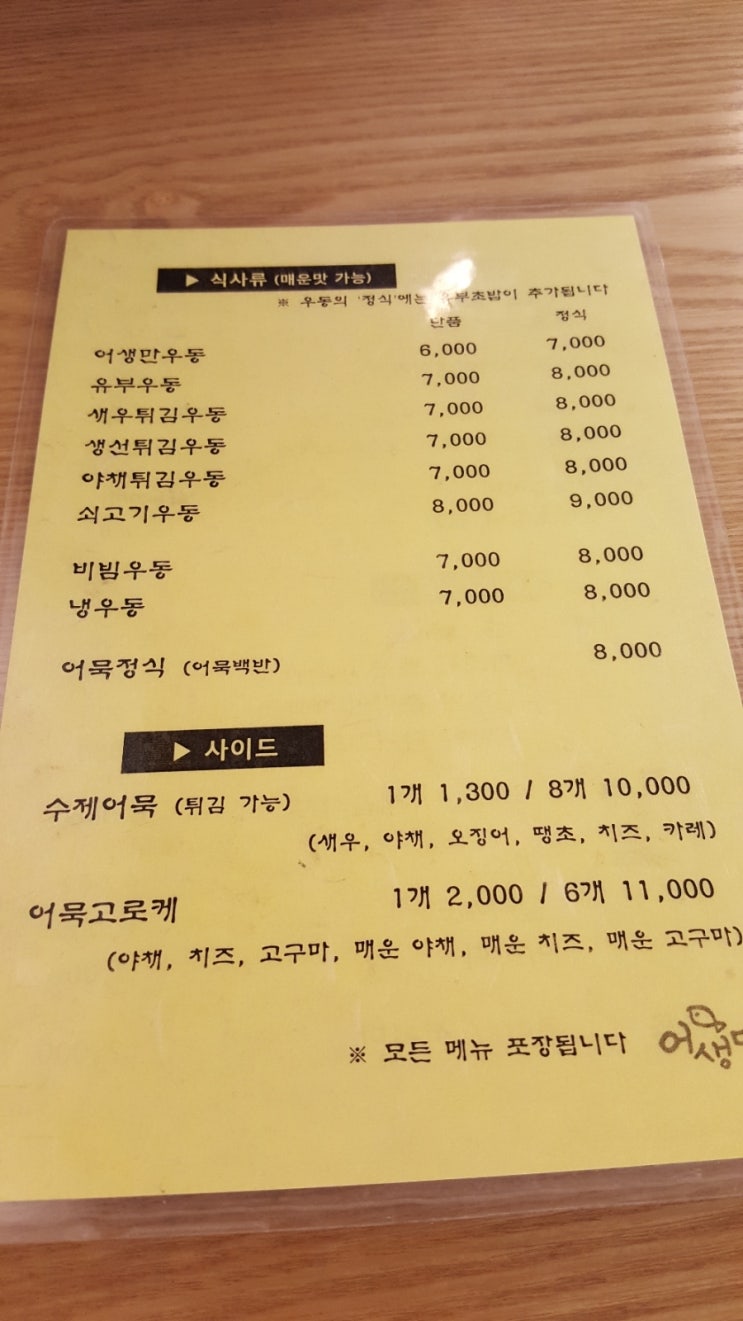 ▶ 식사류 (매운맛 가능)
※ 우동의 '정식'에는 유부초밥이 추가됩니다
단품 정식
어생만우동 6,000 7,000
유부우동 7,000 8,000
새우튀김우동 7,000 8,000
생선튀김우동 7,000 8,000
야채튀김우동 7,000 8,000
쇠고기우동 8,000 9,000
비빔우동 7,000 8,000
냉우동 7,000 8,000
어묵정식 (어묵백반) 8,000
▶ 사이드
수제어묵 (튀김 가능) 1개 1,300 / 8개 10,000
(새우, 야채, 오징어, 땡초, 치즈, 카레)
어묵고로케 1개 2,000 / 6개 11,000
(야채, 치즈, 고구마, 매운 야채, 매운 치즈, 매운 고구마)
※ 모든 메뉴 포장됩니다
어생